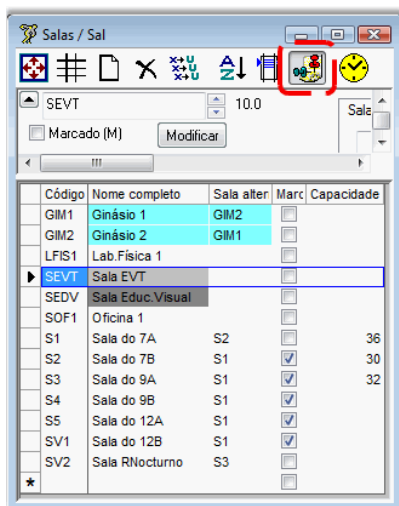 Salas / Sal
SEVT 10.0 Sala
Marcado (M) Modificar
Código Nome completo Sala altern Marc Capacidade
GIM1 Ginásio 1 GIM2
GIM2 Ginásio 2 GIM1
LFIS1 Lab.Física 1
SEVT Sala EVT
SEDV Sala Educ.Visual
SOF1 Oficina 1
S1 Sala do 7A S2 36
S2 Sala do 7B S1 30
S3 Sala do 9A S1 32
S4 Sala do 9B S1
S5 Sala do 12A S1
SV1 Sala do 12B S1
SV2 Sala RNocturno S3
*